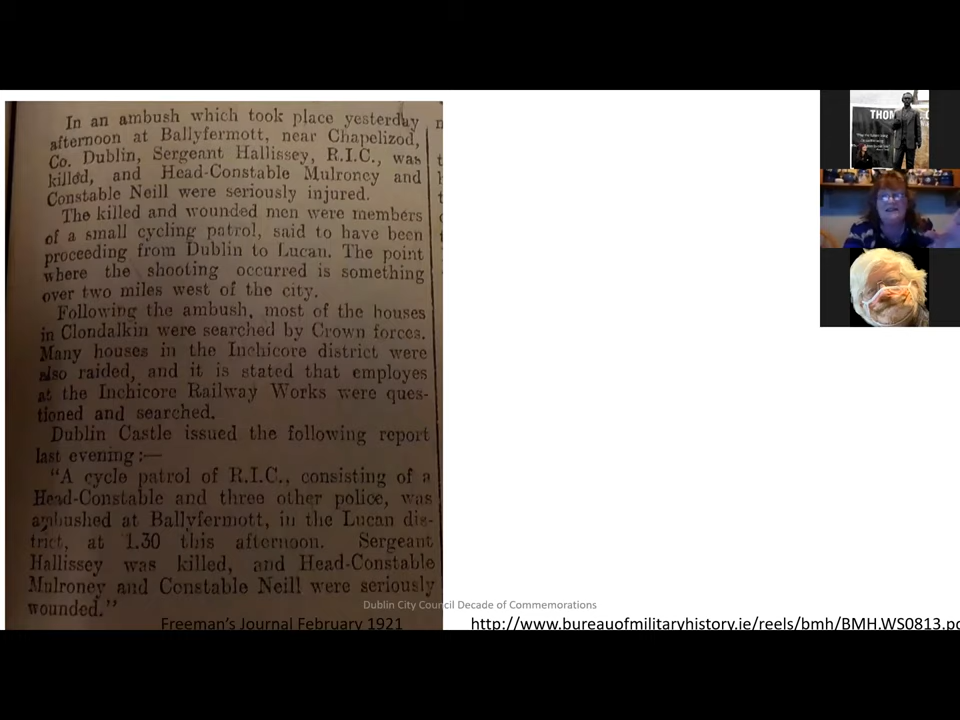 In an ambush which took place yesterday
afternoon at Ballyfermott, near Chapelizod,
Co. Dublin, Sergeant Hallissey, R.I.C., was
killed, and Head-Constable Mulroney and
Constable Neill were seriously injured.
The killed and wounded men were members
of a small cycling patrol, said to have been
proceeding from Dublin to Lucan. The point
where the shooting occurred is something
over two miles west of the city.
Following the ambush, most of the houses
in Clondalkin were searched by Crown forces.
Many houses in the Inchicore district were
also raided, and it is stated that employes
at the Inchicore Railway Works were ques-
tioned and searched.
Dublin Castle issued the following report
last evening:—
"A cycle patrol of R.I.C., consisting of a
Head-Constable and three other police, was
ambushed at Ballyfermott, in the Lucan dis-
trict, at 1.30 this afternoon. Sergeant
Hallissey was killed, and Head-Constable
Mulroney and Constable Neill were seriously
wounded."
Dublin City Council Decade of Commemorations
Freeman's Journal February 1921
http://www.bureauofmilitaryhistory.ie/reels/bmh/BMH.WS0813.pd
THOM